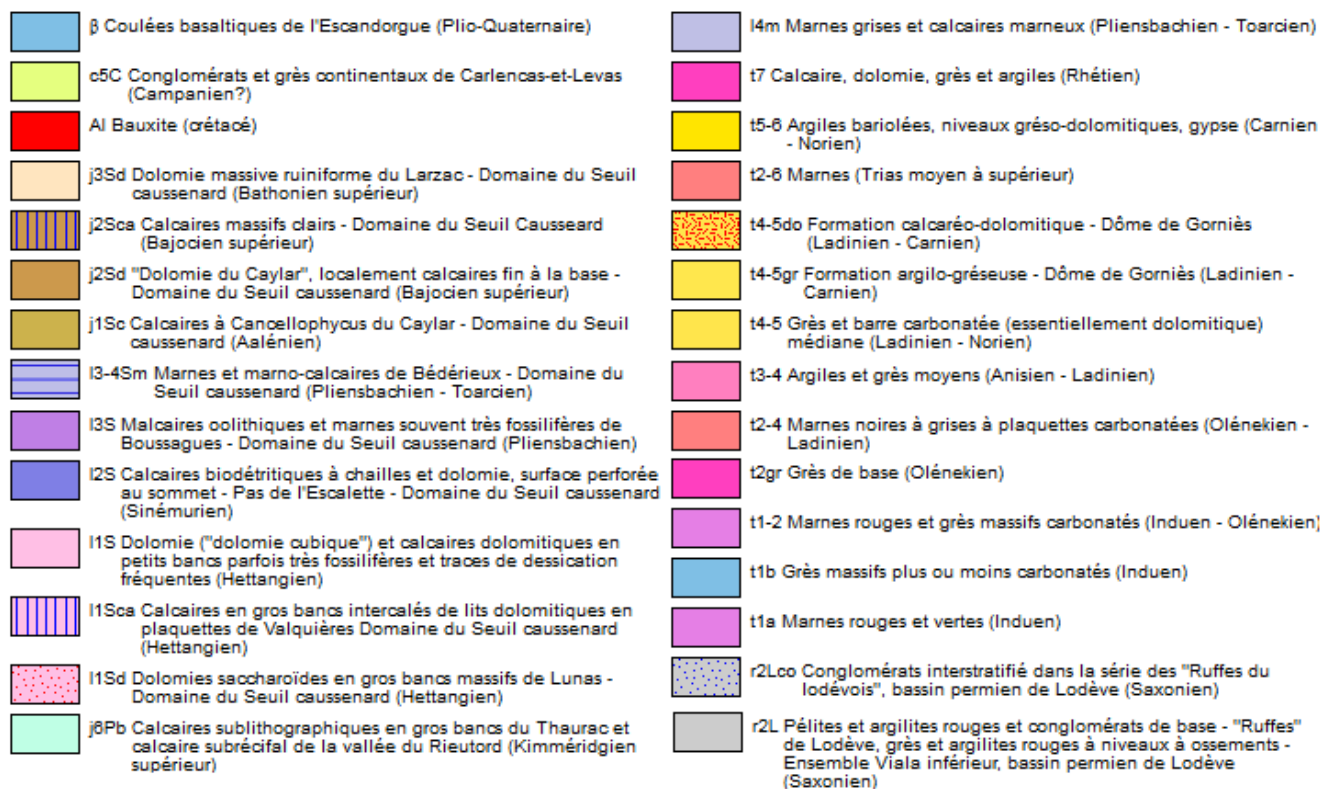 β Coulées basaltiques de l'Escandorgue (Plio-Quaternaire)
c5C Conglomérats et grès continentaux de Carlencas-et-Levas
(Campanien?)
Al Bauxite (crétacé)
j3Sd Dolomie massive ruiniforme du Larzac - Domaine du Seuil
caussenard (Bathonien supérieur)
j2Sca Calcaires massifs clairs - Domaine du Seuil Causseard
(Bajocien supérieur)
j2Sd "Dolomie du Caylar", localement calcaires fin à la base -
Domaine du Seuil caussenard (Bajocien supérieur)
j1Sc Calcaires à Cancellophycus du Caylar - Domaine du Seuil
caussenard (Aalénien)
l3-4Sm Marnes et marno-calcaires de Bédérieux - Domaine du
Seuil caussenard (Pliensbachien - Toarcien)
l3S Malcaires oolithiques et marnes souvent très fossilifères de
Boussagues - Domaine du Seuil caussenard (Pliensbachien)
l2S Calcaires biodétritiques à chailles et dolomie, surface perforée
au sommet - Pas de l'Escalette - Domaine du Seuil caussenard
(Sinémurien)
l1S Dolomie ("dolomie cubique") et calcaires dolomitiques en
petits bancs parfois très fossilifères et traces de dessication
fréquentes (Hettangien)
l1Sca Calcaires en gros bancs intercalés de lits dolomitiques en
plaquettes de Valquières Domaine du Seuil caussenard
(Hettangien)
l1Sd Dolomies saccharoïdes en gros bancs massifs de Lunas -
Domaine du Seuil caussenard (Hettangien)
j6Pb Calcaires sublithographiques en gros bancs du Thaurac et
calcaire subrécifal de la vallée du Rieutord (Kimméridgien
supérieur)
l4m Marnes grises et calcaires marneux (Pliensbachien - Toarcien)
t7 Calcaire, dolomie, grès et argiles (Rhétien)
t5-6 Argiles bariolées, niveaux gréso-dolomitiques, gypse (Carnien
- Norien)
t2-6 Marnes (Trias moyen à supérieur)
t4-5do Formation calcaréo-dolomitique - Dôme de Gorniès
(Ladinien - Carnien)
t4-5gr Formation argilo-gréseuse - Dôme de Gorniès (Ladinien -
Carnien)
t4-5 Grès et barre carbonatée (essentiellement dolomitique)
médiane (Ladinien - Norien)
t3-4 Argiles et grès moyens (Anisien - Ladinien)
t2-4 Marnes noires à grises à plaquettes carbonatées (Olénekien -
Ladinien)
t2gr Grès de base (Olénekien)
t1-2 Marnes rouges et grès massifs carbonatés (Induen - Olénekien)
t1b Grès massifs plus ou moins carbonatés (Induen)
t1a Marnes rouges et vertes (Induen)
r2Lco Conglomérats interstratifié dans la série des "Ruffes du
lodévois", bassin permien de Lodève (Saxonien)
r2L Pélites et argilites rouges et conglomérats de base - "Ruffes"
de Lodève, grès et argilites rouges à niveaux à ossements -
Ensemble Viala inférieur, bassin permien de Lodève
(Saxonien)